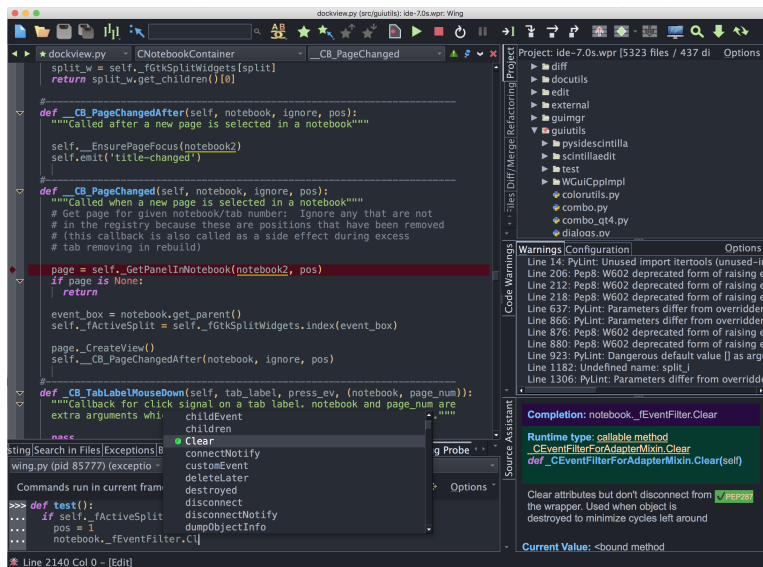 dockview.py (src/guiutils): ide-7.0s.wpr: Wing
dockview.py
CNotebookContainer
__CB_PageChanged
split_w = self._fGtkSplitWidgets[split]
return split_w.get_children()[0]
#-
def __CB_PageChangedAfter(self, notebook, ignore, pos):
"""Called after a new page is selected in a notebook"""
self.__EnsurePageFocus(notebook2)
self.emit('title-changed')
#-
def __CB_PageChanged(self, notebook, ignore, pos):
"""Called when a new page is selected in a notebook"""
# Get page for given notebook/tab number:  Ignore any that are not
# in the registry because these are positions that have been removed
# (this callback is also called as a side effect during excess
# tab removing in rebuild)
page = self._GetPanelInNotebook(notebook2, pos)
if page is None:
return
event_box = notebook.get_parent()
self._fActiveSplit = self._fGtkSplitWidgets.index(event_box)
page._CreateView()
self.__CB_PageChangedAfter(notebook, ignore, pos)
#-
def _CB_TabLabelMouseDown(self, tab_label, press_ev, (notebook, page_num)):
"""Callback for click signal on a tab label. notebook and page_num are
extra arguments whi
."""
pass
childEvent
children
Clear
connectNotify
customEvent
deleteLater
destroyed
disconnect
disconnectNotify
dumpObjectInfo
sting
Search in Files
Exceptions
B
g Probe
wing.py (pid 85777) (exceptio
Commands run in current fram
Options
>>> def test():
... if self._fActiveSplit
... pos = 1
... notebook._fEventFilter.Cl
Line 2140 Col 0 - [Edit]
Project
Refactoring
Diff/Merge
Files
Project: ide-7.0s.wpr [5323 files / 437 di
Options
diff
docutils
edit
external
guimgr
guiutils
pysidescintilla
scintillaedit
test
WGuiCppImpl
colorutils.py
combo.py
combo_qt4.py
dialogs.py
Code Warnings
Warnings
Configuration
Options
Line 14: PyLint: Unused import itertools (unused-i
Line 206: Pep8: W602 deprecated form of raising e
Line 212: Pep8: W602 deprecated form of raising e
Line 218: Pep8: W602 deprecated form of raising e
Line 637: PyLint: Parameters differ from overridder
Line 866: PyLint: Parameters differ from overridder
Line 876: Pep8: W602 deprecated form of raising e
Line 880: Pep8: W602 deprecated form of raising e
Line 923: PyLint: Dangerous default value [] as argu
Line 1182: Undefined name: split_i
Line 1306: PyLint: Parameters differ from overridde
Source Assistant
Completion: notebook._fEventFilter.Clear
Runtime type: callable method
_CEventFilterForAdapterMixin.Clear
def _CEventFilterForAdapterMixin.Clear(self)
Clear attributes but don't disconnect from
PEP287
the wrapper. Used when object is
destroyed to minimize cycles left around
Current Value: <bound method